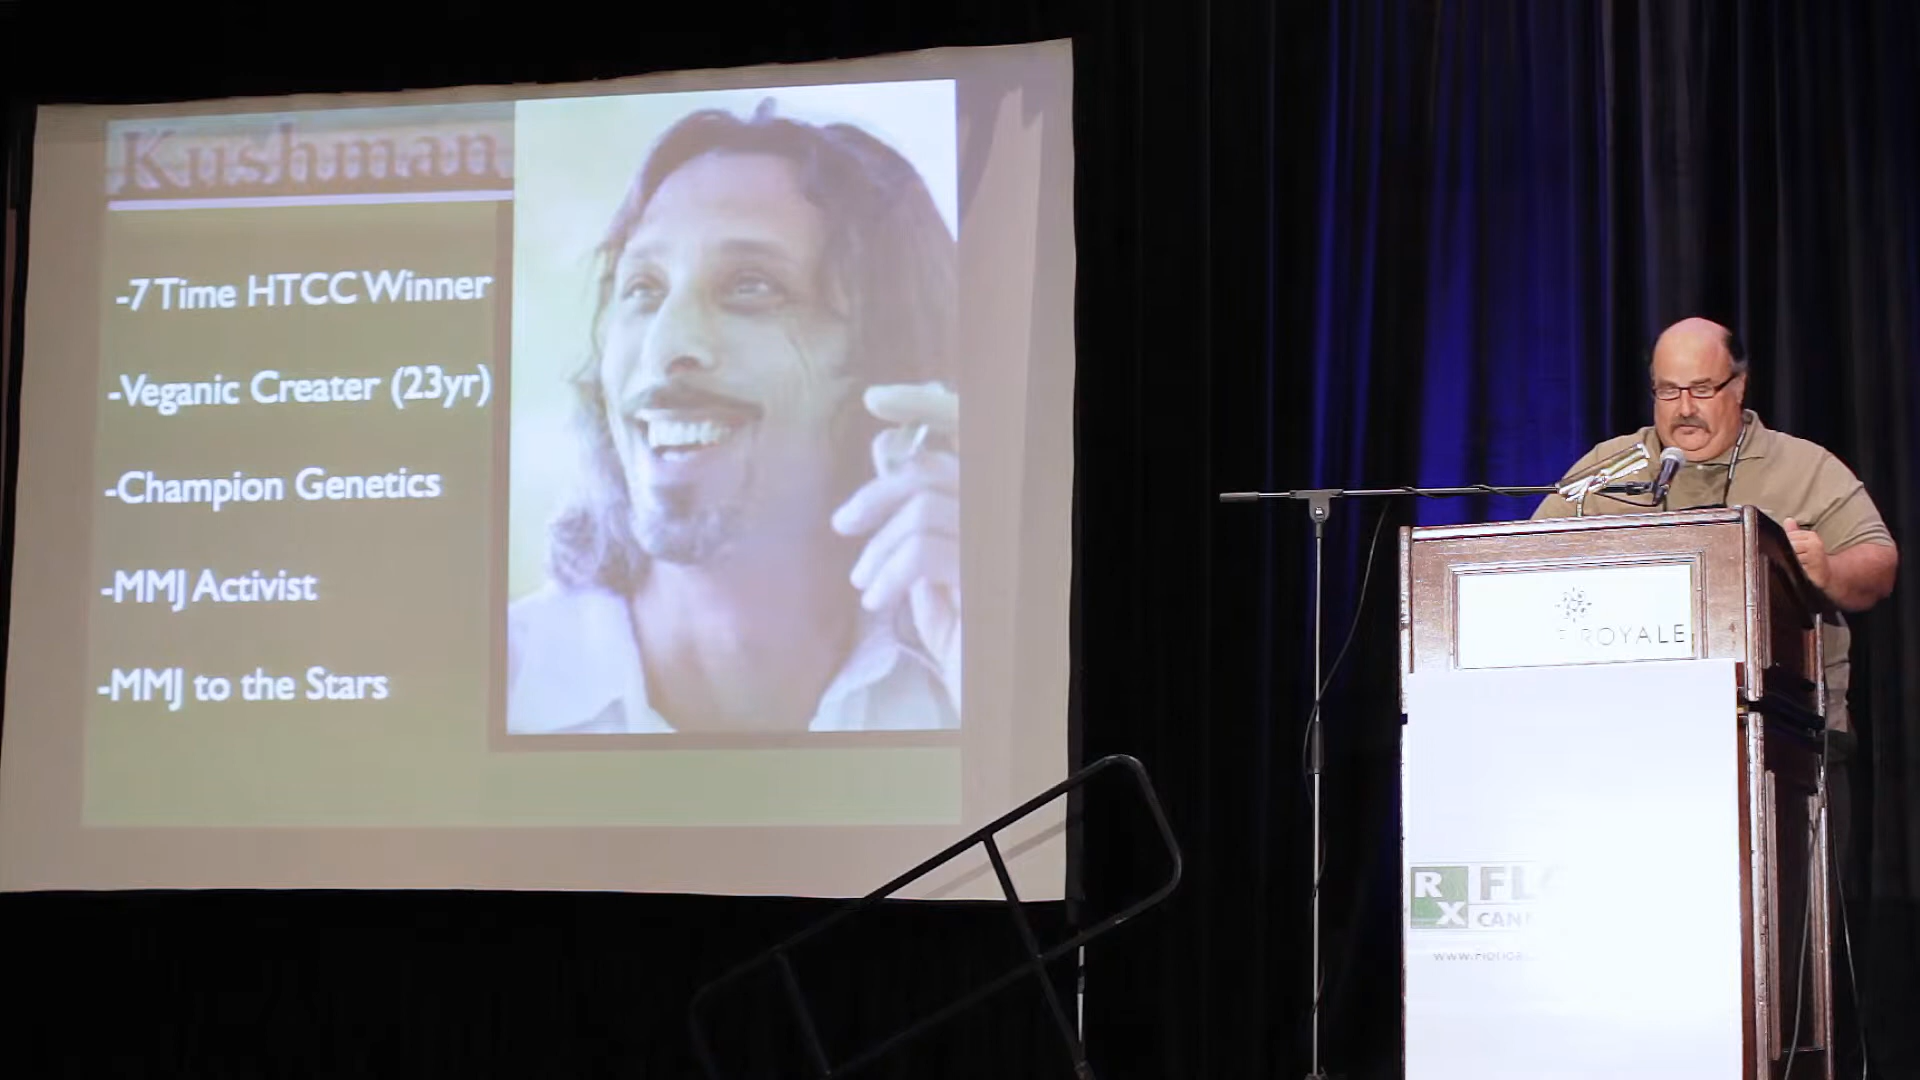 Kushman
-7 Time HTCC Winner
-Veganic Creater (23yr)
-Champion Genetics
-MMJ Activist
-MMJ to the Stars
ROYALE
RX